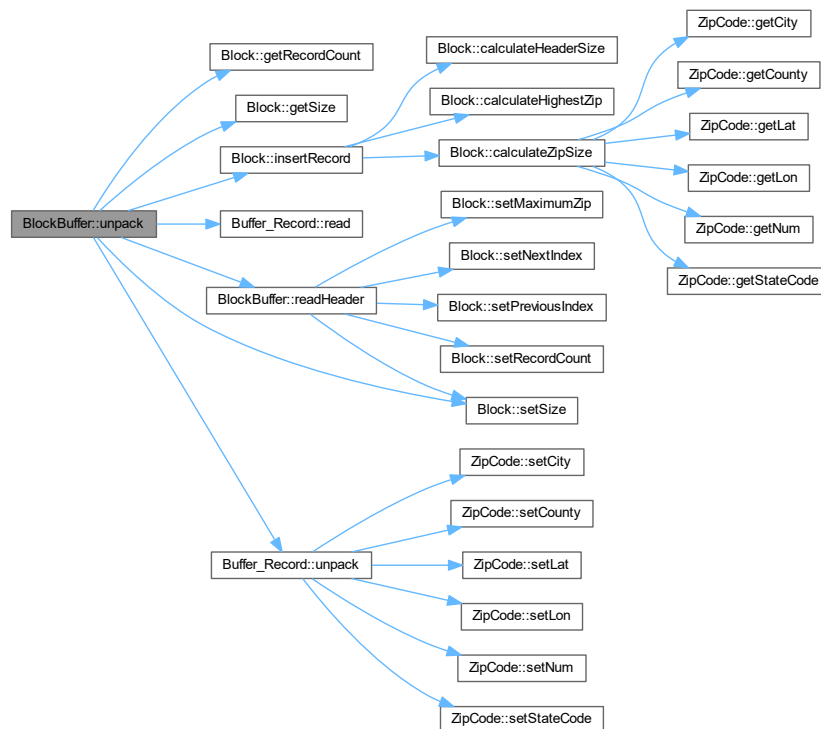 BlockBuffer::unpack
Block::getRecordCount
Block::getSize
Block::insertRecord
Block::calculateHeaderSize
Block::calculateHighestZip
Block::calculateZipSize
ZipCode::getCity
ZipCode::getCounty
ZipCode::getLat
ZipCode::getLon
ZipCode::getNum
ZipCode::getStateCode
Buffer_Record::read
BlockBuffer::readHeader
Block::setMaximumZip
Block::setNextIndex
Block::setPreviousIndex
Block::setRecordCount
Block::setSize
Buffer_Record::unpack
ZipCode::setCity
ZipCode::setCounty
ZipCode::setLat
ZipCode::setLon
ZipCode::setNum
ZipCode::setStateCode